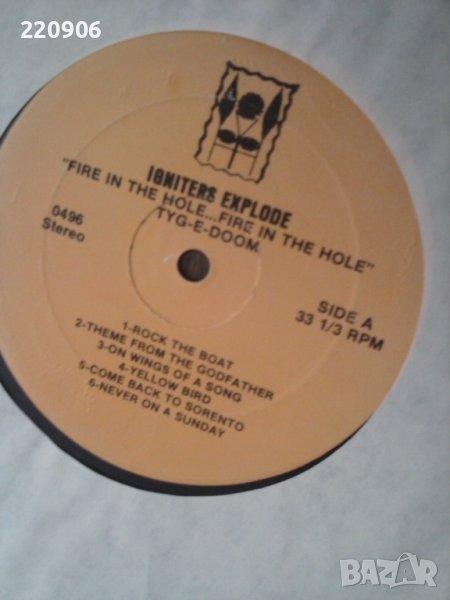 220906
IGNITERS EXPLODE
"FIRE IN THE HOLE...FIRE IN THE HOLE"
TYG-E-DOOM
0496
Stereo
SIDE A
33 1/3 RPM
1-ROCK THE BOAT
2-THEME FROM THE GODFATHER
3-ON WINGS OF A SONG
4-YELLOW BIRD
5-COME BACK TO SORENTO
6-NEVER ON A SUNDAY
BAZAR